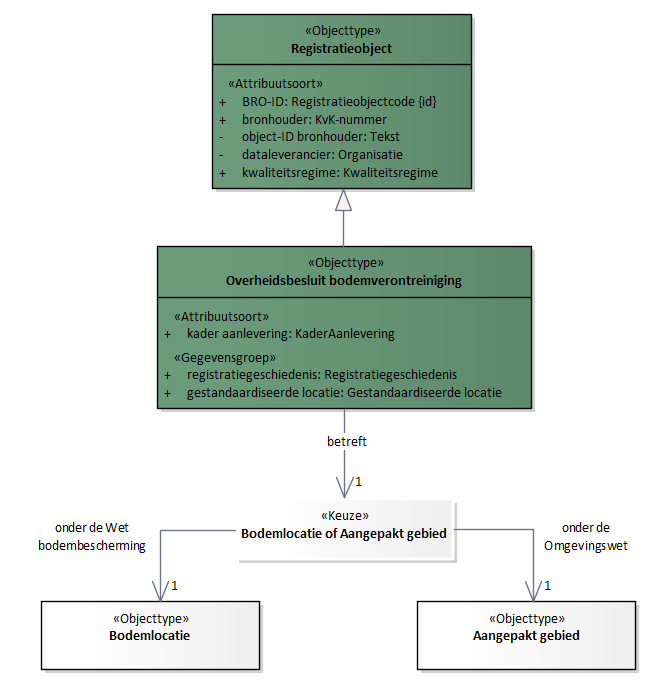 «Objecttype»
Registratieobject
«Attribuutsoort»
+ BRO-ID: Registratieobjectcode {id}
+ bronhouder: KvK-nummer
- object-ID bronhouder: Tekst
- dataleverancier: Organisatie
+ kwaliteitsregime: Kwaliteitsregime
«Objecttype»
Overheidsbesluit bodemverontreiniging
«Attribuutsoort»
+ kader aanlevering: KaderAanlevering
«Gegevensgroep»
+ registratiegeschiedenis: Registratiegeschiedenis
+ gestandaardiseerde locatie: Gestandaardiseerde locatie
betreft
1
«Keuze»
Bodemlocatie of Aangepakt gebied
onder de Wet
bodembescherming
onder de
Omgevingswet
1
1
«Objecttype»
Bodemlocatie
«Objecttype»
Aangepakt gebied